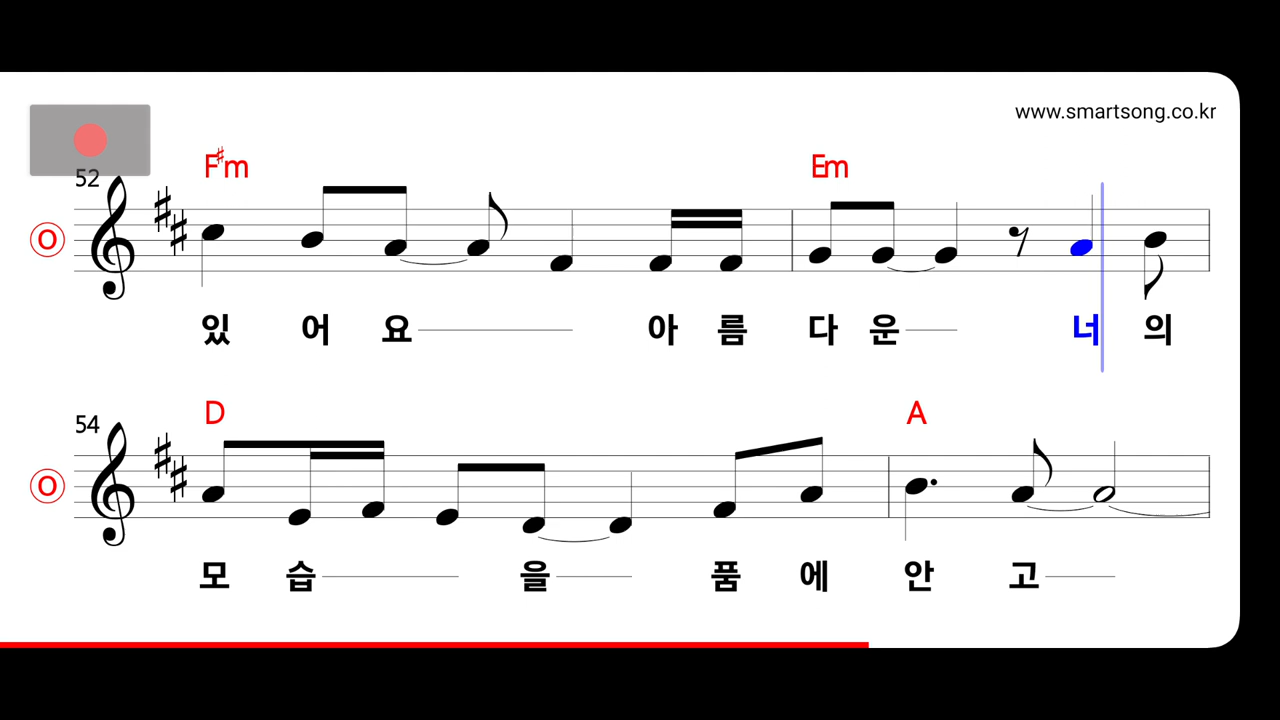 www.smartsong.co.kr
52
F♯m Em
O
있 어 요 아 름 다 운 너 의
54
D A
O
모 습 을 품 에 안 고